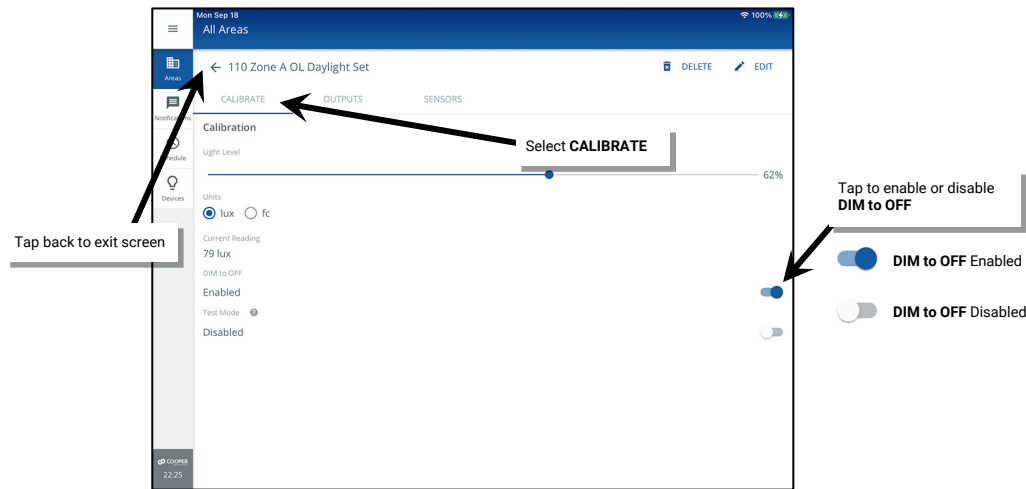 Mon Sep 18
100%
All Areas
Areas
110 Zone A OL Daylight Set
DELETE
EDIT
CALIBRATE
OUTPUTS
SENSORS
Calibration
Select CALIBRATE
Light Level
62%
Devices
Units
lux
fc
Tap to enable or disable
DIM to OFF
Tap back to exit screen
Current Reading
79 lux
DIM to OFF
Enabled
DIM to OFF Enabled
Test Mode
Disabled
DIM to OFF Disabled
COOPER
22:25